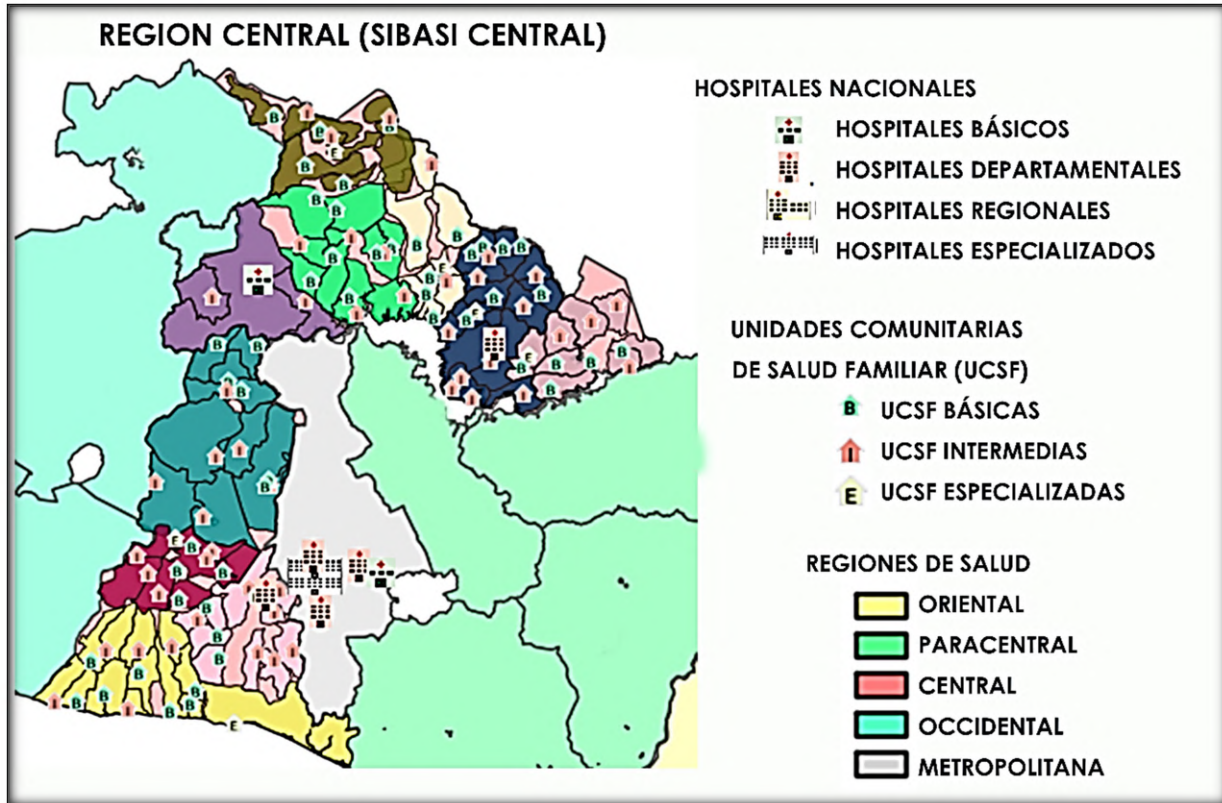 REGION CENTRAL (SIBASI CENTRAL)
HOSPITALES NACIONALES
HOSPITALES BÁSICOS
HOSPITALES DEPARTAMENTALES
HOSPITALES REGIONALES
HOSPITALES ESPECIALIZADOS
UNIDADES COMUNITARIAS
DE SALUD FAMILIAR (UCSF)
B UCSF BÁSICAS
I UCSF INTERMEDIAS
E UCSF ESPECIALIZADAS
REGIONES DE SALUD
ORIENTAL
PARACENTRAL
CENTRAL
OCCIDENTAL
METROPOLITANA